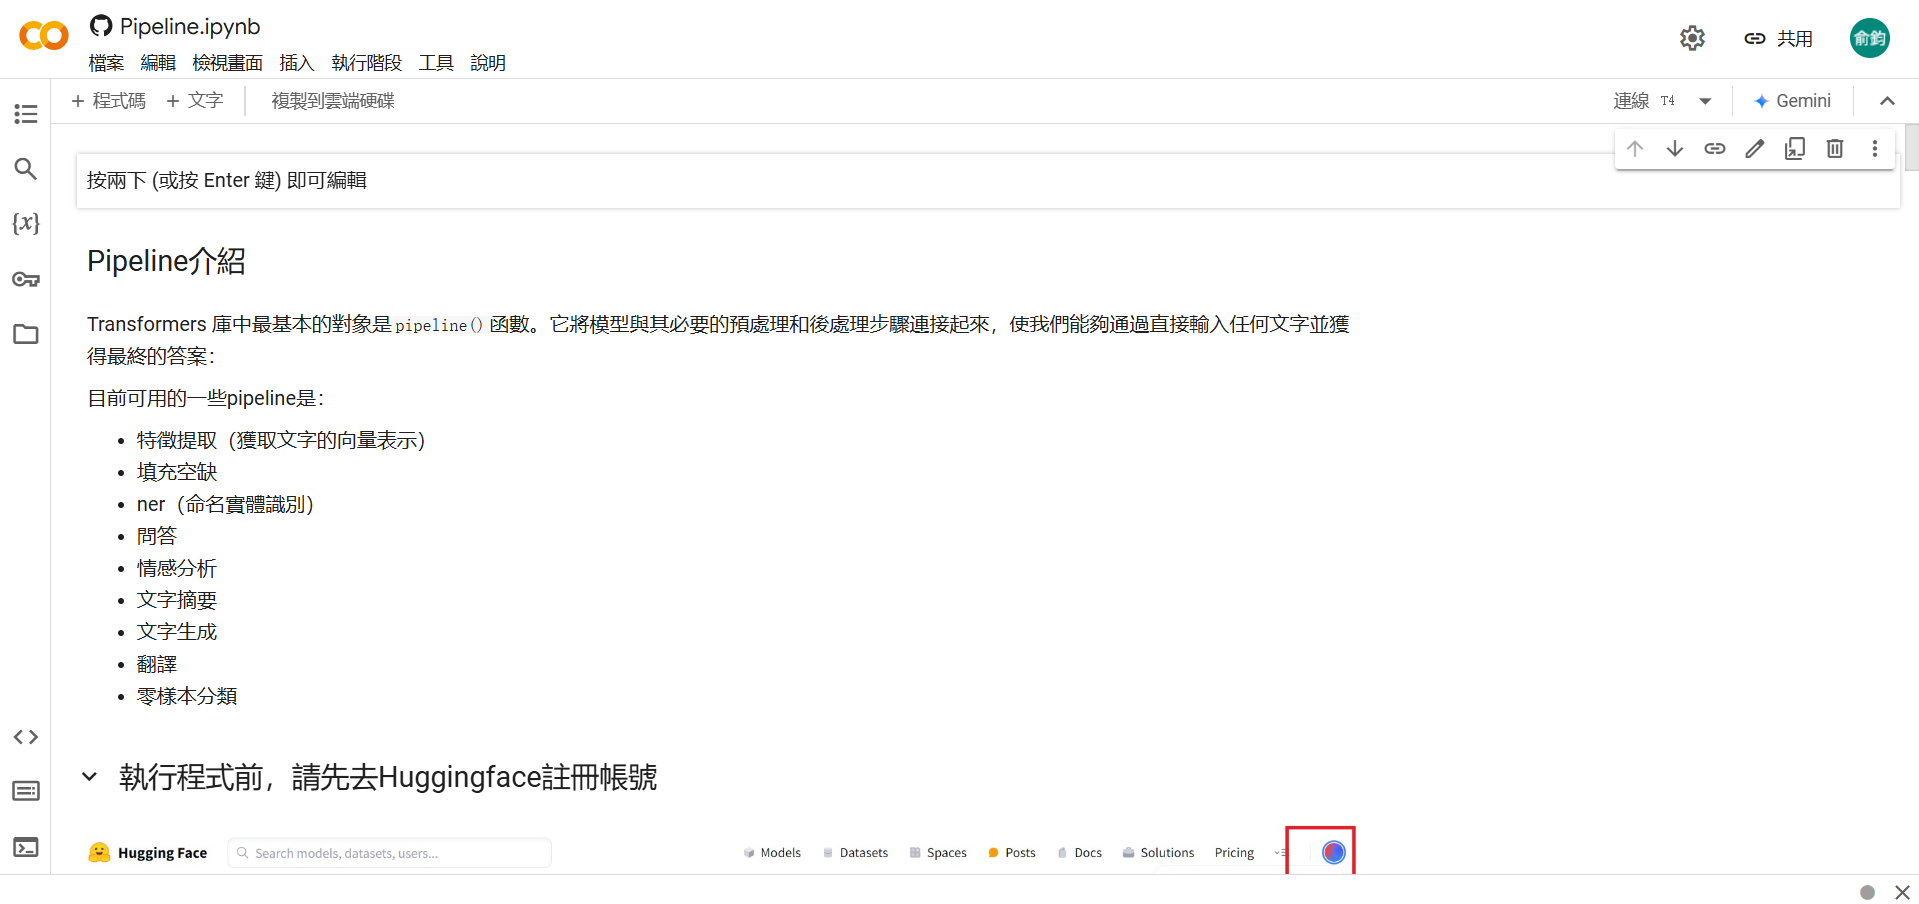 Pipeline.ipynb
檔案 編輯 檢視畫面 插入 執行階段 工具 說明
共用
俞鈞
+ 程式碼 + 文字 複製到雲端硬碟
連線 T4
Gemini
按兩下 (或按 Enter 鍵) 即可編輯
{x}
Pipeline介紹
Transformers 庫中最基本的對象是 pipeline() 函數。它將模型與其必要的預處理和後處理步驟連接起來，使我們能夠通過直接輸入任何文字並獲
得最終的答案：
目前可用的一些pipeline是：
• 特徵提取（獲取文字的向量表示）
• 填充空缺
• ner（命名實體識別）
• 問答
• 情感分析
• 文字摘要
• 文字生成
• 翻譯
• 零樣本分類
執行程式前，請先去Huggingface註冊帳號
Hugging Face Search models, datasets, users... Models Datasets Spaces Posts Docs Solutions Pricing